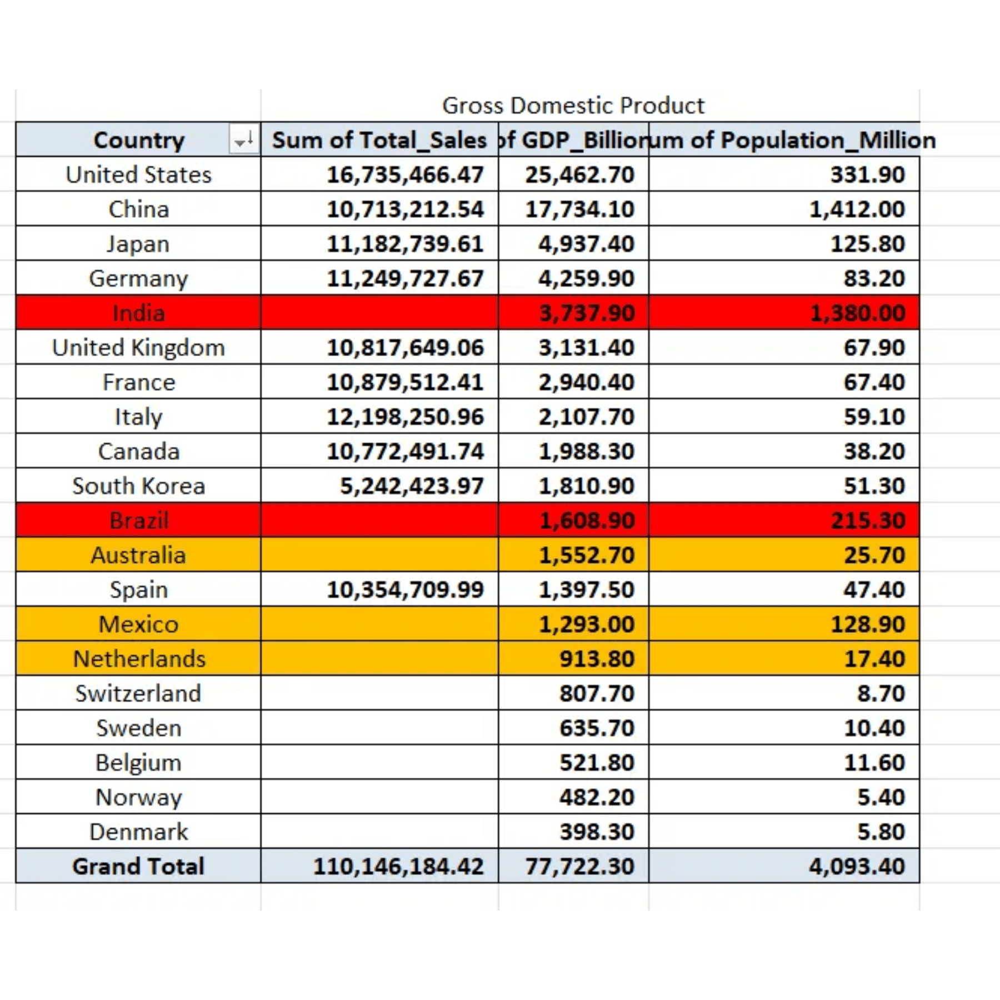 Gross Domestic Product
Country Sum of Total_Sales of GDP_Billion um of Population_Million
United States 16,735,466.47 25,462.70 331.90
China 10,713,212.54 17,734.10 1,412.00
Japan 11,182,739.61 4,937.40 125.80
Germany 11,249,727.67 4,259.90 83.20
India 3,737.90 1,380.00
United Kingdom 10,817,649.06 3,131.40 67.90
France 10,879,512.41 2,940.40 67.40
Italy 12,198,250.96 2,107.70 59.10
Canada 10,772,491.74 1,988.30 38.20
South Korea 5,242,423.97 1,810.90 51.30
Brazil 1,608.90 215.30
Australia 1,552.70 25.70
Spain 10,354,709.99 1,397.50 47.40
Mexico 1,293.00 128.90
Netherlands 913.80 17.40
Switzerland 807.70 8.70
Sweden 635.70 10.40
Belgium 521.80 11.60
Norway 482.20 5.40
Denmark 398.30 5.80
Grand Total 110,146,184.42 77,722.30 4,093.40